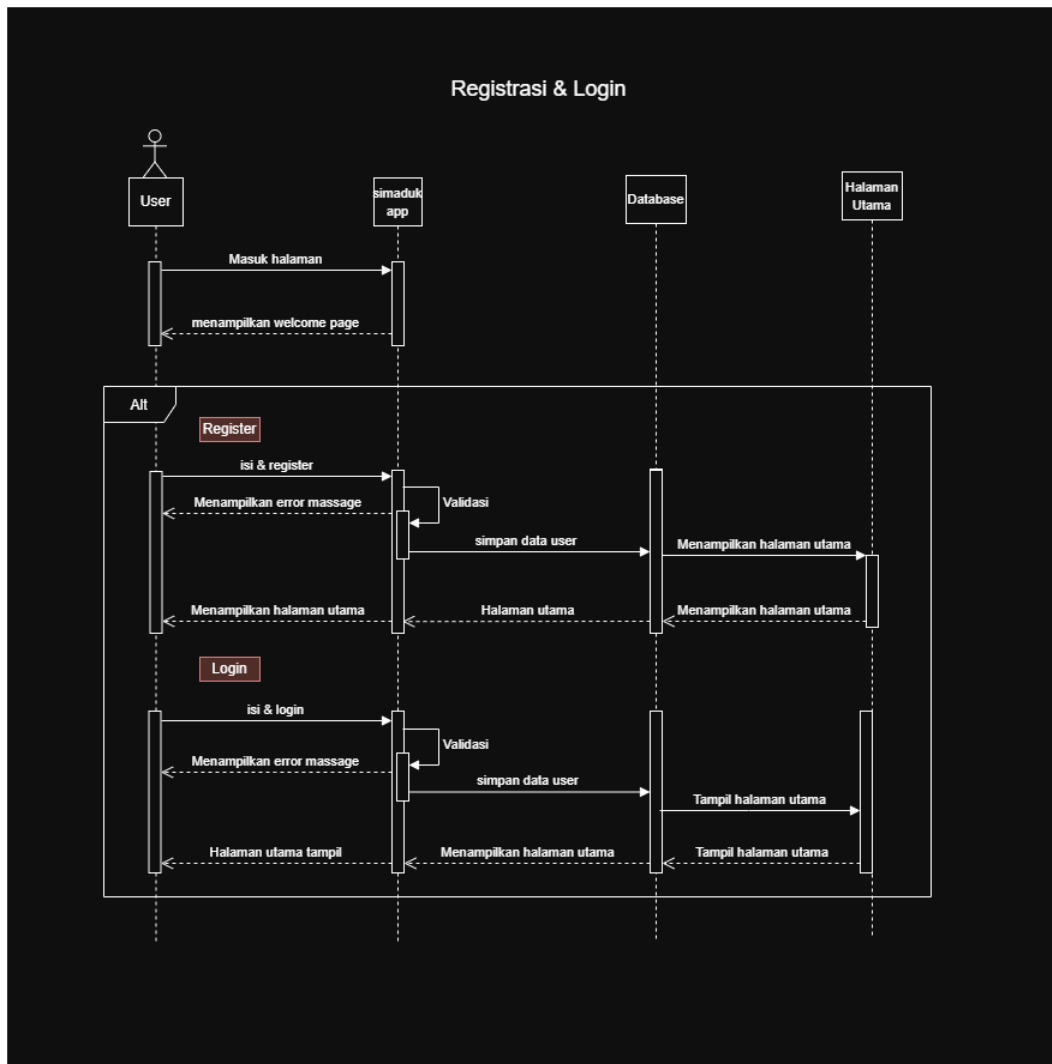 Registrasi & Login
User
simaduk
app
Database
Halaman
Utama
Masuk halaman
menampilkan welcome page
Alt
Register
isi & register
Validasi
Menampilkan error massage
simpan data user
Menampilkan halaman utama
Menampilkan halaman utama
Halaman utama
Menampilkan halaman utama
Login
isi & login
Validasi
Menampilkan error massage
simpan data user
Tampil halaman utama
Halaman utama tampil
Menampilkan halaman utama
Tampil halaman utama